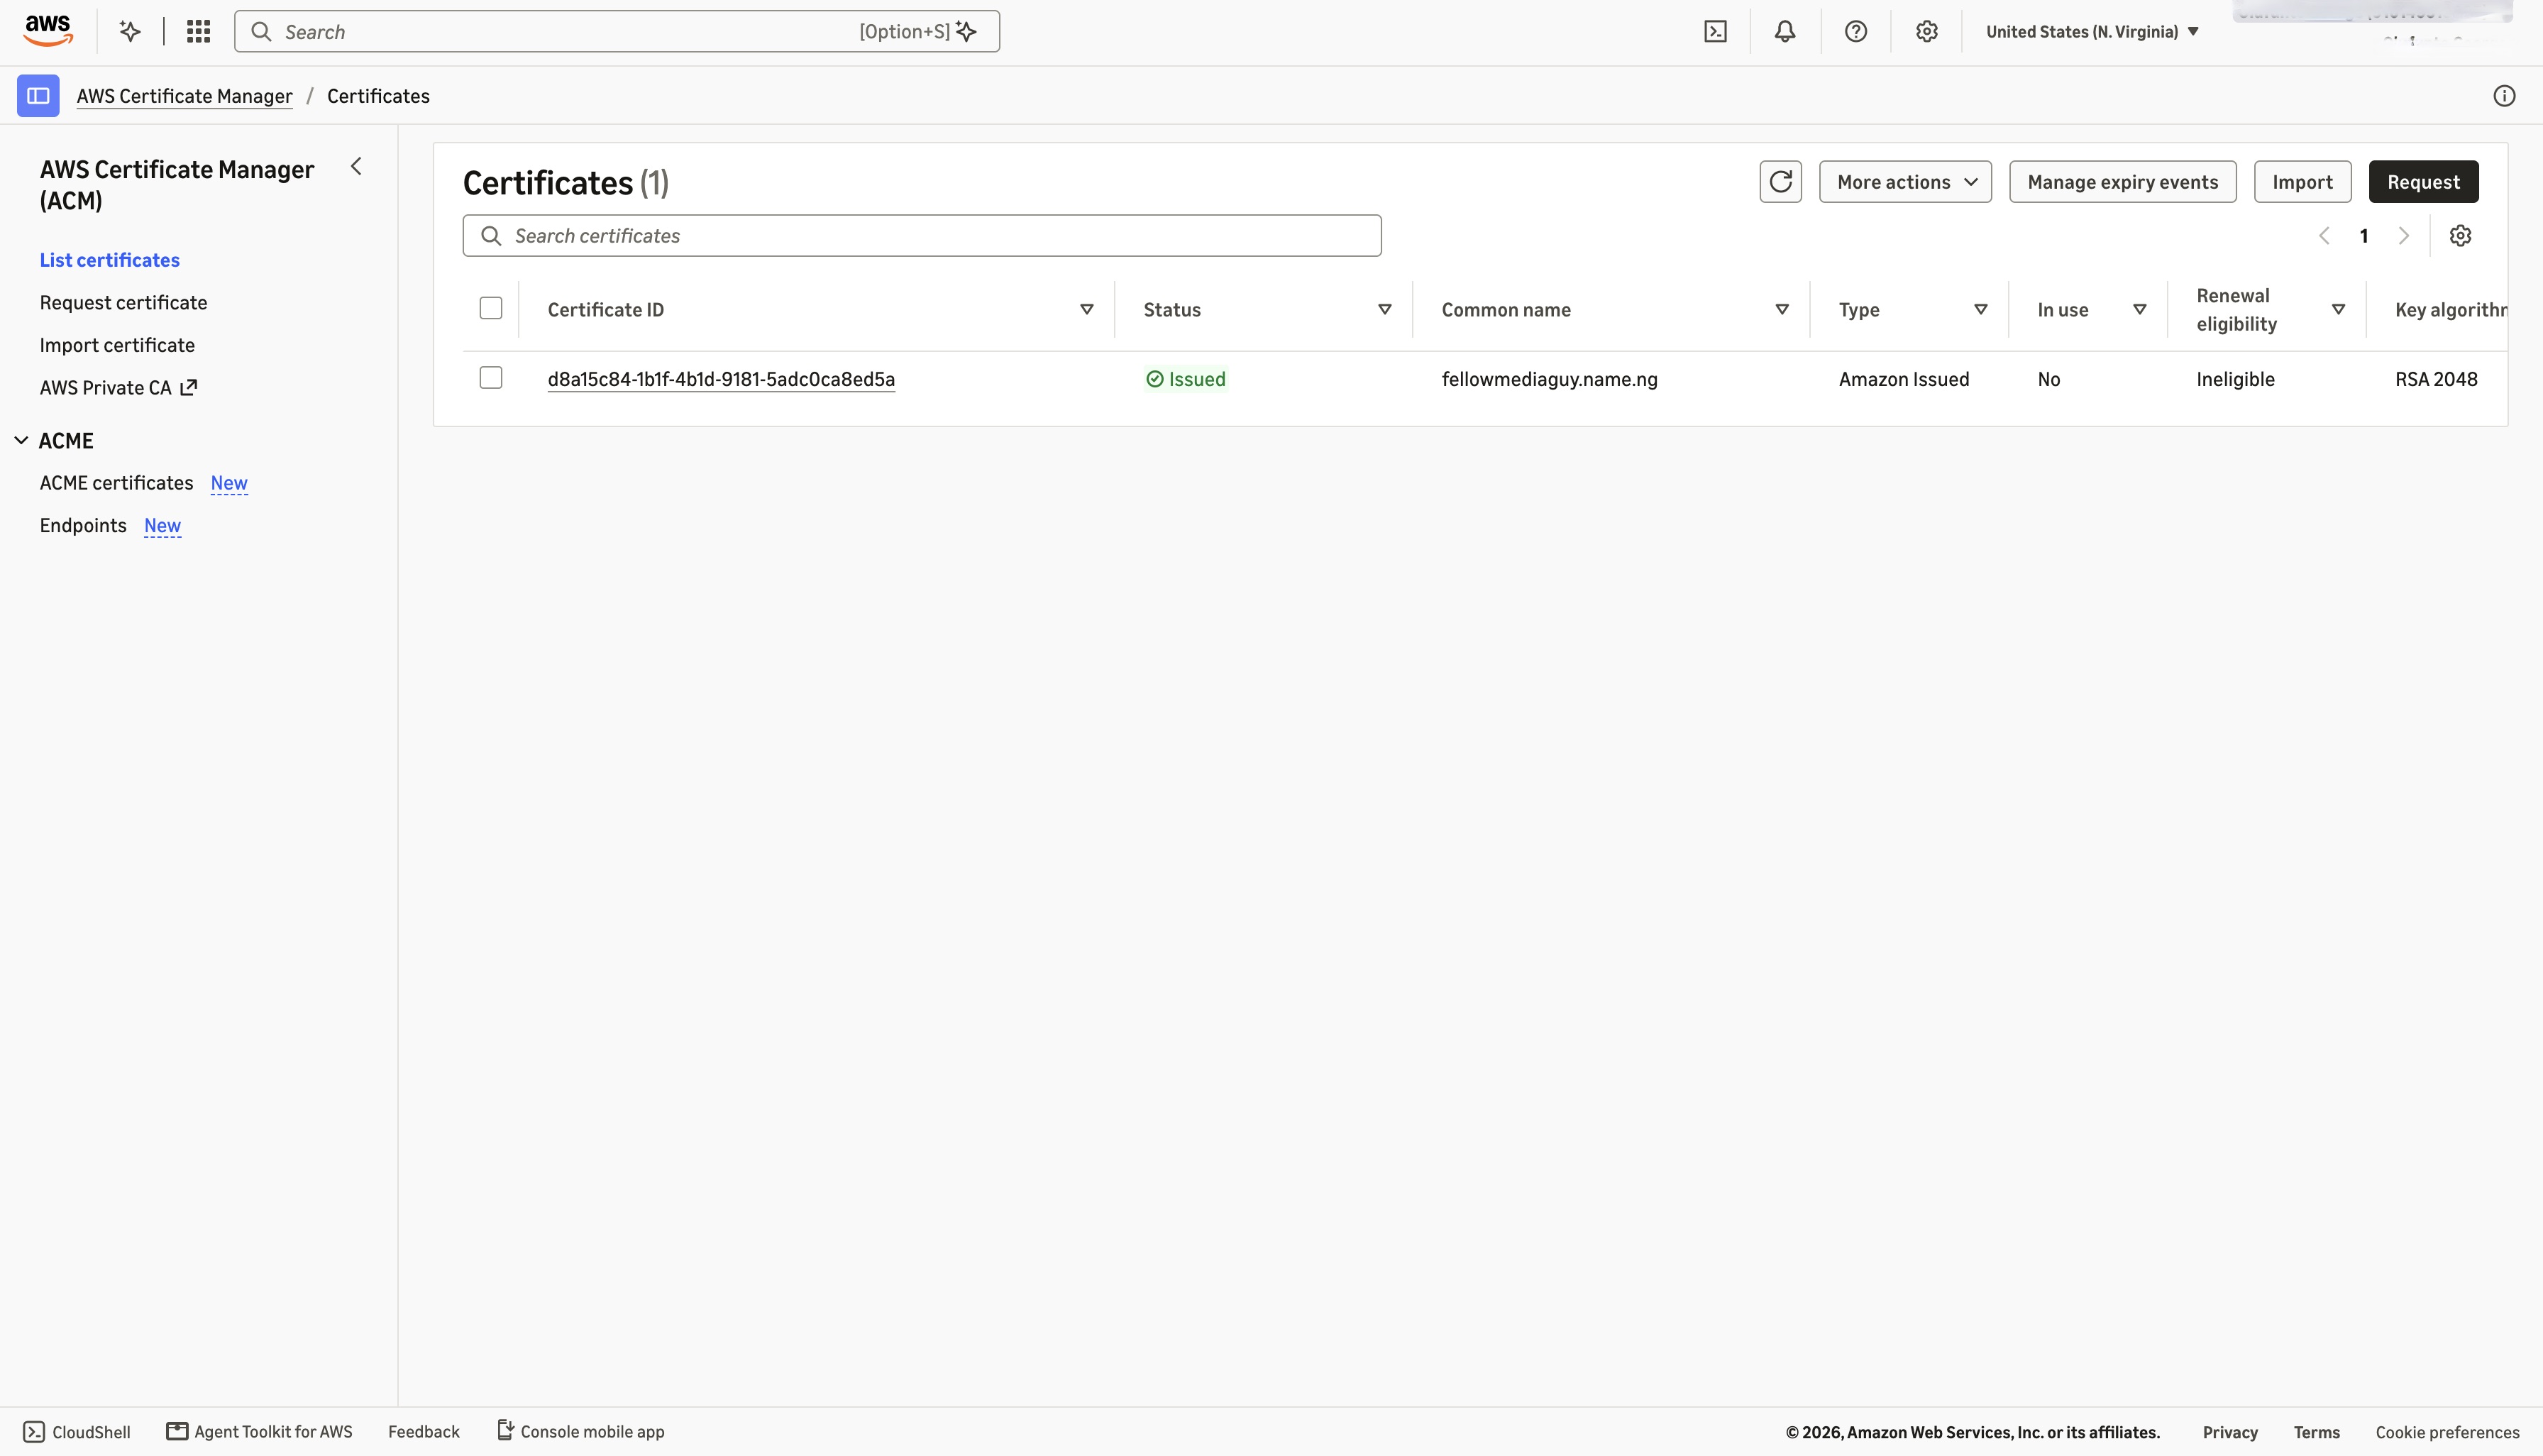 aws
Search
[Option+S]
United States (N. Virginia)
AWS Certificate Manager / Certificates
AWS Certificate Manager (ACM)
List certificates
Request certificate
Import certificate
AWS Private CA
ACME
ACME certificates New
Endpoints New
Certificates (1)
More actions
Manage expiry events
Import
Request
Search certificates
1
Certificate ID Status Common name Type In use Renewal eligibility Key algorithm
d8a15c84-1b1f-4b1d-9181-5adc0ca8ed5a Issued fellowmediaguy.name.ng Amazon Issued No Ineligible RSA 2048
CloudShell Agent Toolkit for AWS Feedback Console mobile app © 2026, Amazon Web Services, Inc. or its affiliates. Privacy Terms Cookie preferences